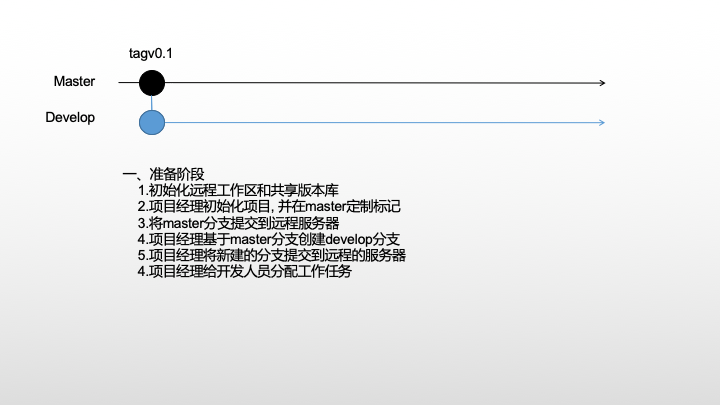 tagv0.1
Master
Develop
一、准备阶段
1.初始化远程工作区和共享版本库
2.项目经理初始化项目, 并在master定制标记
3.将master分支提交到远程服务器
4.项目经理基于master分支创建develop分支
5.项目经理将新建的分支提交到远程的服务器
4.项目经理给开发人员分配工作任务